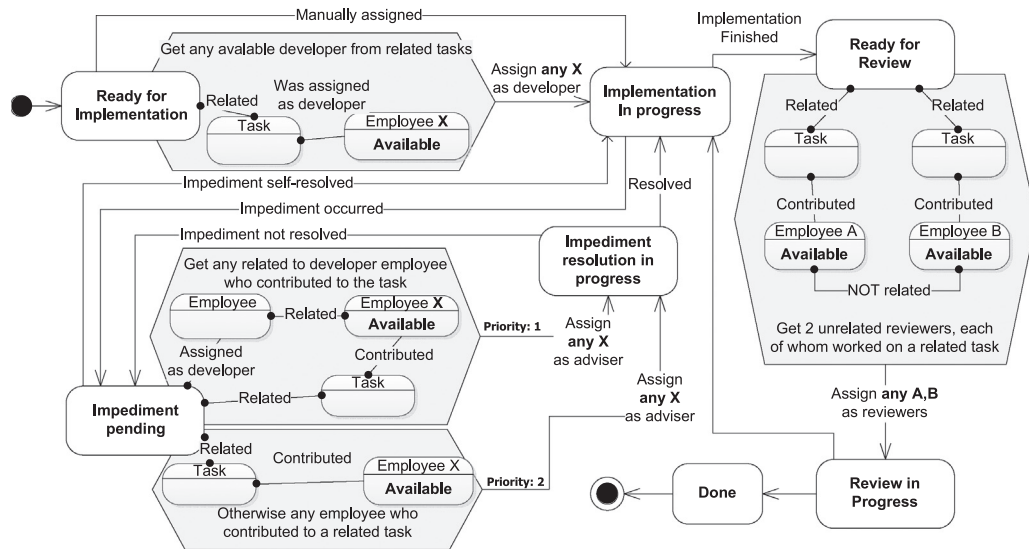 Manually assigned
Get any avalable developer from related tasks
Ready for
Implementation
Related
Was assigned
as developer
Task
Employee X
Available
Assign any X
as developer
Implementation
In progress
Implementation
Finished
Ready for
Review
Related
Related
Task
Task
Contributed
Contributed
Employee A
Available
Employee B
Available
NOT related
Get 2 unrelated reviewers, each
of whom worked on a related task
Assign any A,B
as reviewers
Impediment self-resolved
Impediment occurred
Impediment not resolved
Resolved
Impediment
resolution in
progress
Get any related to developer employee
who contributed to the task
Employee
Related
Employee X
Available
Assigned
as developer
Contributed
Task
Related
Priority: 1
Assign
any X
as adviser
Assign
any X
as adviser
Impediment
pending
Related
Task
Contributed
Employee X
Available
Priority: 2
Otherwise any employee who
contributed to a related task
Done
Review in
Progress